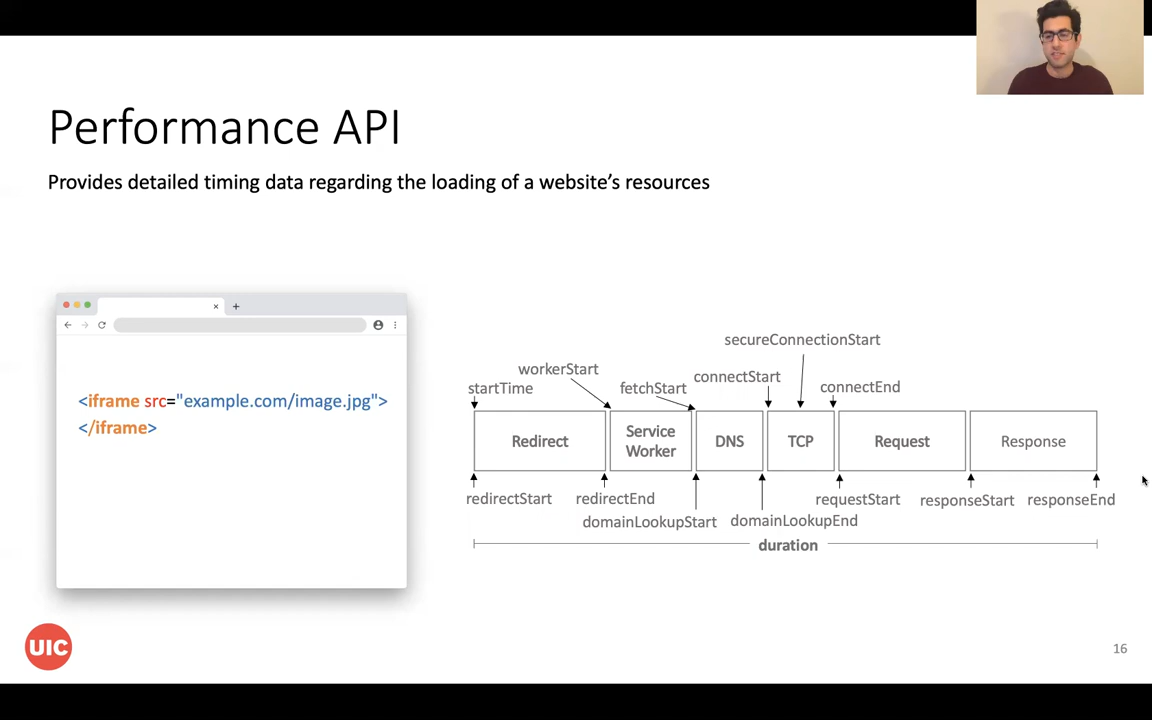 Performance API
Provides detailed timing data regarding the loading of a website's resources
<iframe src="example.com/image.jpg">
</iframe>
secureConnectionStart
workerStart
connectStart
startTime
fetchStart
connectEnd
Redirect
Service
Worker
DNS
TCP
Request
Response
redirectStart
redirectEnd
requestStart
responseStart
responseEnd
domainLookupStart
domainLookupEnd
duration
UIC
16